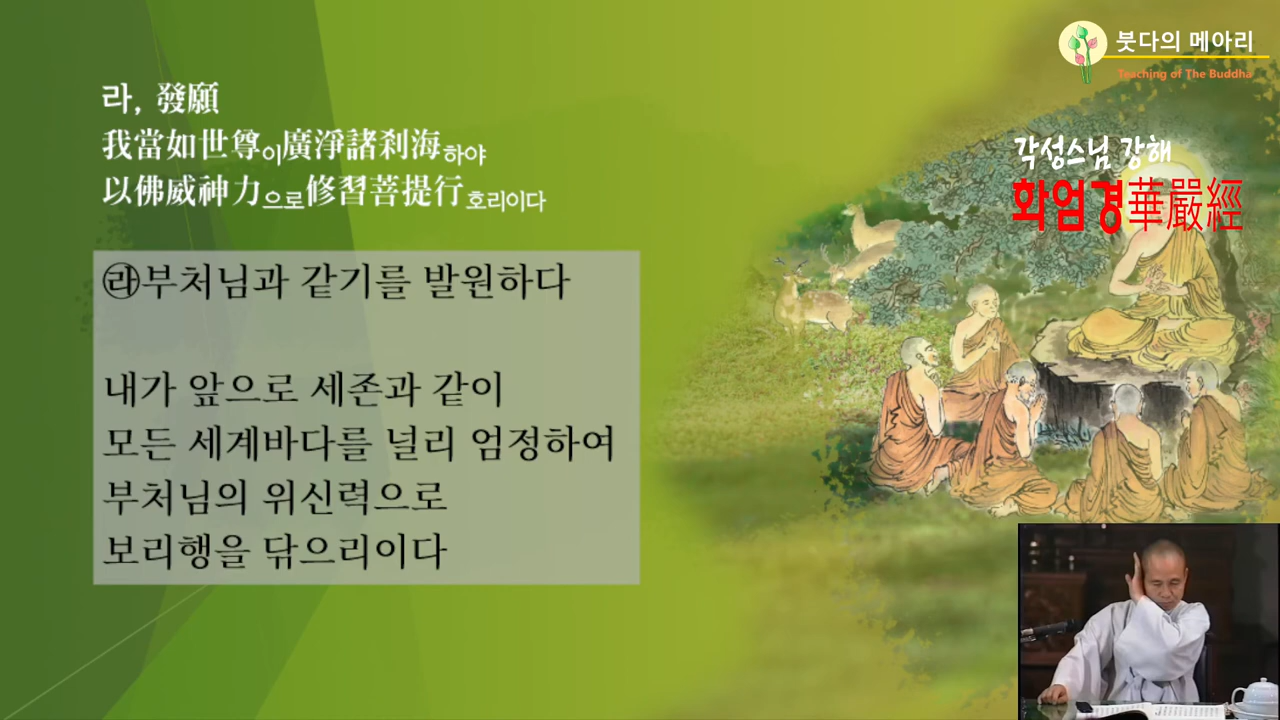 라, 發願
我當如世尊이廣淨諸刹海하야
以佛威神力으로修習菩提行호리이다
㉱부처님과 같기를 발원하다
내가 앞으로 세존과 같이
모든 세계바다를 널리 엄정하여
부처님의 위신력으로
보리행을 닦으리이다
붓다의 메아리
Teaching of The Buddha
각성스님 강해
화엄경華嚴經